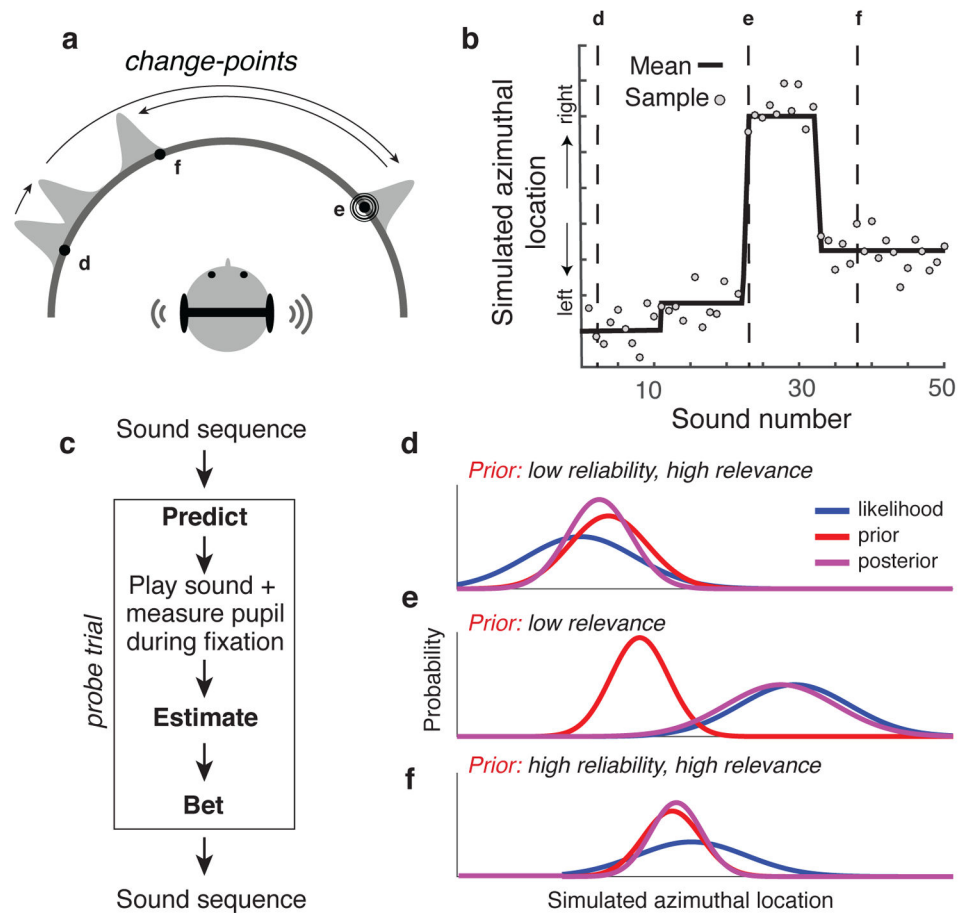 a
change-points
f
e
d
b
d
e
f
Mean
Sample
Simulated azimuthal
location
left
right
10
30
50
Sound number
c
Sound sequence
probe trial
Predict
Play sound +
measure pupil
during fixation
Estimate
Bet
Sound sequence
d
Prior: low reliability, high relevance
likelihood
prior
posterior
e
Prior: low relevance
Probability
f
Prior: high reliability, high relevance
Simulated azimuthal location